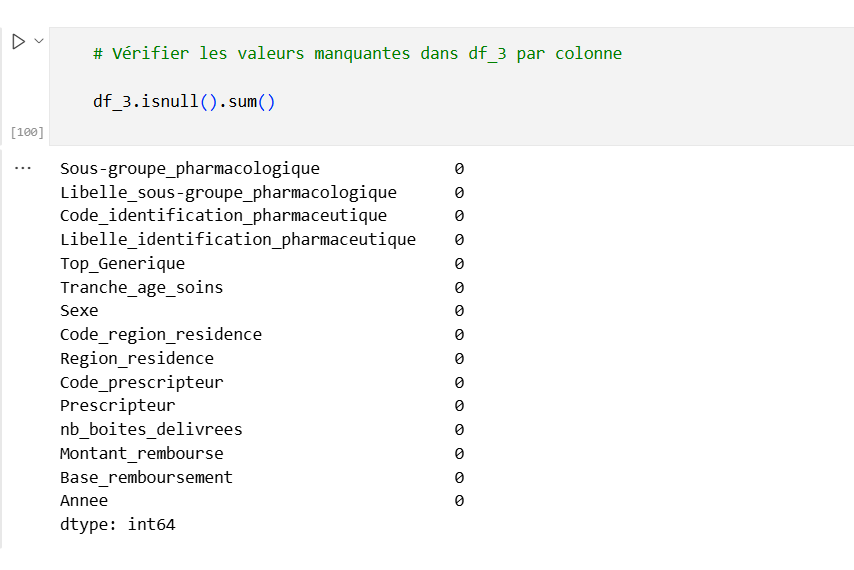 # Vérifier les valeurs manquantes dans df_3 par colonne
df_3.isnull().sum()
[100]
...
Sous-groupe_pharmacologique 0
Libelle_sous-groupe_pharmacologique 0
Code_identification_pharmaceutique 0
Libelle_identification_pharmaceutique 0
Top_Generique 0
Tranche_age_soins 0
Sexe 0
Code_region_residence 0
Region_residence 0
Code_prescripteur 0
Prescripteur 0
nb_boites_delivrees 0
Montant_rembourse 0
Base_remboursement 0
Annee 0
dtype: int64